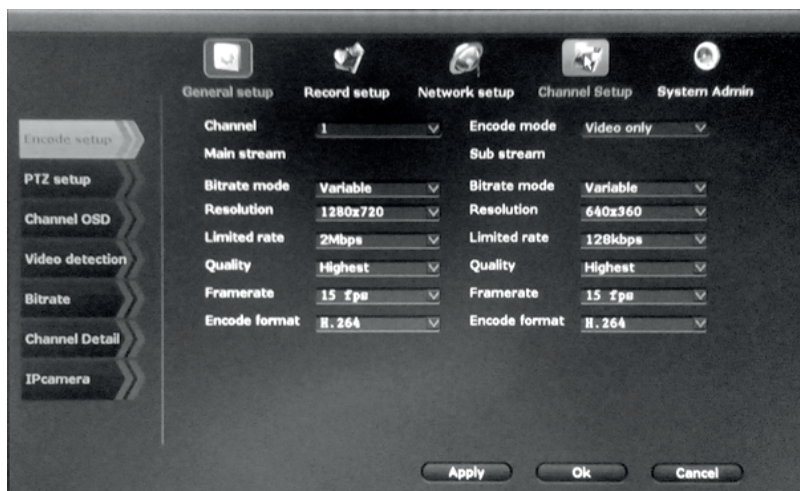 General setup Record setup Network setup Channel Setup System Admin
Encode setup
PTZ setup
Channel OSD
Video detection
Bitrate
Channel Detail
IPcamera
Channel 1 Encode mode Video only
Main stream Sub stream
Bitrate mode Variable Bitrate mode Variable
Resolution 1280x720 Resolution 640x360
Limited rate 2Mbps Limited rate 128kbps
Quality Highest Quality Highest
Framerate 15 fps Framerate 15 fps
Encode format H.264 Encode format H.264
Apply Ok Cancel